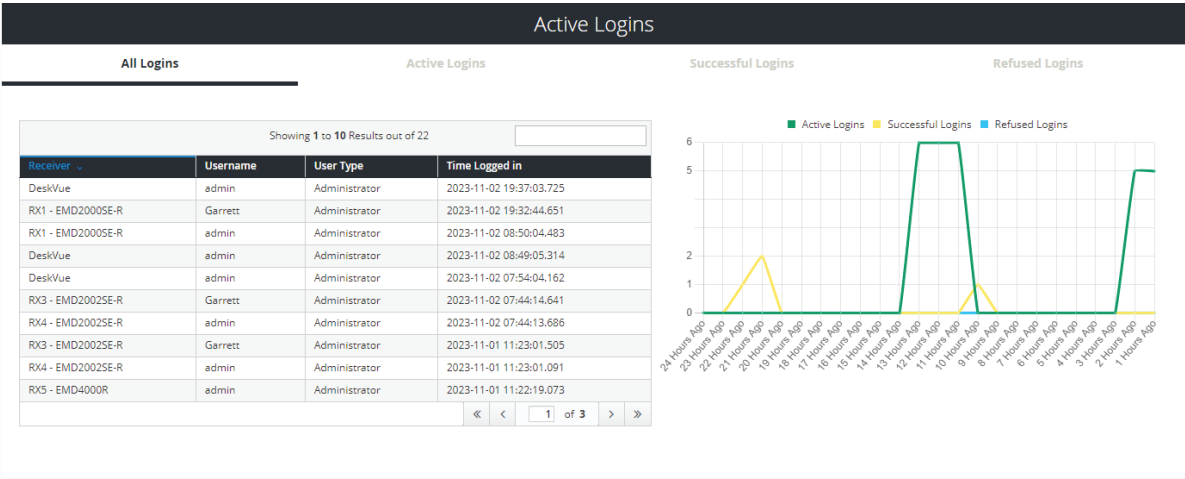 Active Logins
All Logins Active Logins Successful Logins Refused Logins
Showing 1 to 10 Results out of 22
Receiver Username User Type Time Logged in
DeskVue admin Administrator 2023-11-02 19:37:03.725
RX1 - EMD2000SE-R Garrett Administrator 2023-11-02 19:32:44.651
RX1 - EMD2000SE-R admin Administrator 2023-11-02 08:50:04.483
DeskVue admin Administrator 2023-11-02 08:49:05.314
DeskVue admin Administrator 2023-11-02 07:54:04.162
RX3 - EMD2002SE-R Garrett Administrator 2023-11-02 07:44:14.641
RX4 - EMD2002SE-R admin Administrator 2023-11-02 07:44:13.686
RX3 - EMD2002SE-R Garrett Administrator 2023-11-01 11:23:01.505
RX4 - EMD2002SE-R admin Administrator 2023-11-01 11:23:01.091
RX5 - EMD4000R admin Administrator 2023-11-01 11:22:19.073
« < 1 of 3 > »
Active Logins Successful Logins Refused Logins
6
5
2
1
0
24 Hours Ago
23 Hours Ago
22 Hours Ago
21 Hours Ago
20 Hours Ago
19 Hours Ago
18 Hours Ago
17 Hours Ago
16 Hours Ago
15 Hours Ago
14 Hours Ago
13 Hours Ago
12 Hours Ago
11 Hours Ago
10 Hours Ago
9 Hours Ago
8 Hours Ago
7 Hours Ago
6 Hours Ago
5 Hours Ago
4 Hours Ago
3 Hours Ago
2 Hours Ago
1 Hours Ago